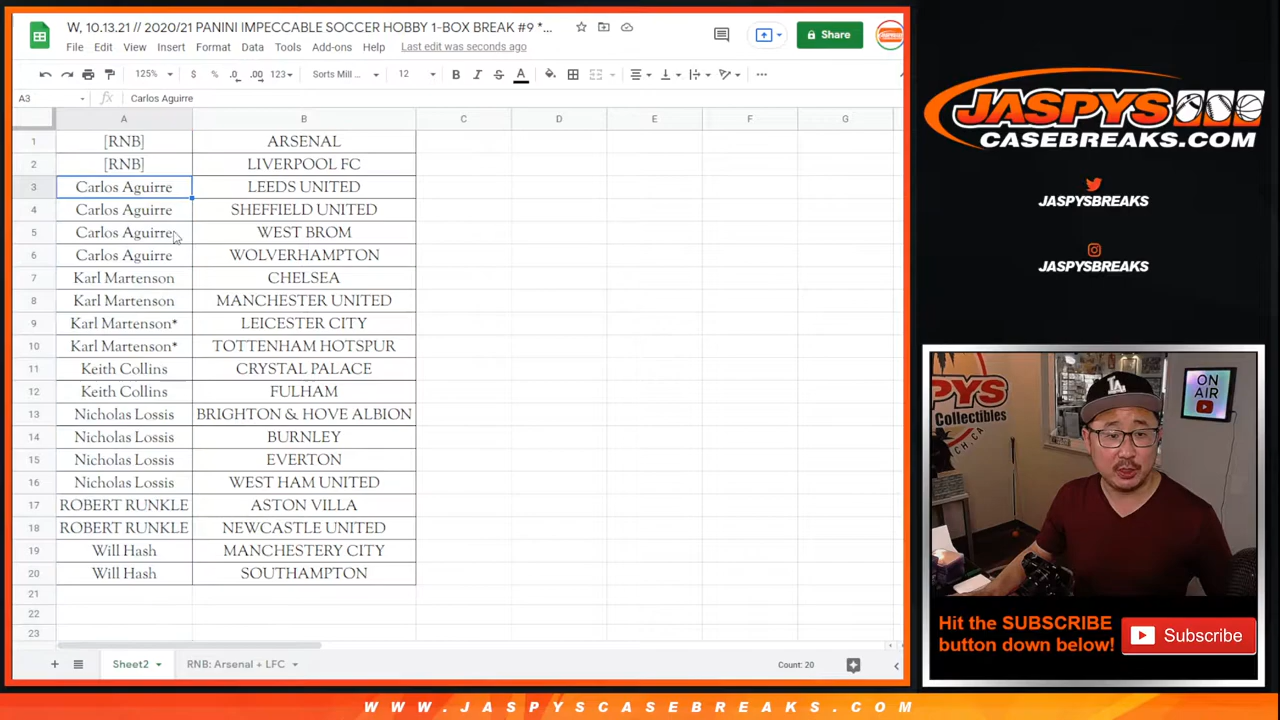 W, 10.13.21 // 2020/21 PANINI IMPECCABLE SOCCER HOBBY 1-BOX BREAK #9 *...
File Edit View Insert Format Data Tools Add-ons Help Last edit was seconds ago
Share
125% $ % .0 .00 123 Sorts Mill ... 12 B I S A
A3 fx Carlos Aguirre
A B C D E F G
1 [RNB] ARSENAL
2 [RNB] LIVERPOOL FC
3 Carlos Aguirre LEEDS UNITED
4 Carlos Aguirre SHEFFIELD UNITED
5 Carlos Aguirre WEST BROM
6 Carlos Aguirre WOLVERHAMPTON
7 Karl Martenson CHELSEA
8 Karl Martenson MANCHESTER UNITED
9 Karl Martenson* LEICESTER CITY
10 Karl Martenson* TOTTENHAM HOTSPUR
11 Keith Collins CRYSTAL PALACE
12 Keith Collins FULHAM
13 Nicholas Lossis BRIGHTON & HOVE ALBION
14 Nicholas Lossis BURNLEY
15 Nicholas Lossis EVERTON
16 Nicholas Lossis WEST HAM UNITED
17 ROBERT RUNKLE ASTON VILLA
18 ROBERT RUNKLE NEWCASTLE UNITED
19 Will Hash MANCHESTERY CITY
20 Will Hash SOUTHAMPTON
21
22
23
Sheet2 RNB: Arsenal + LFC Count: 20
JASPYS
CASEBREAKS.COM
JASPYSBREAKS
JASPYSBREAKS
PYS
Collectibles
CH, CA
ON
AIR
LA
Hit the SUBSCRIBE
button down below!
Subscribe
WWW.JASPYSCASEBREAKS.COM